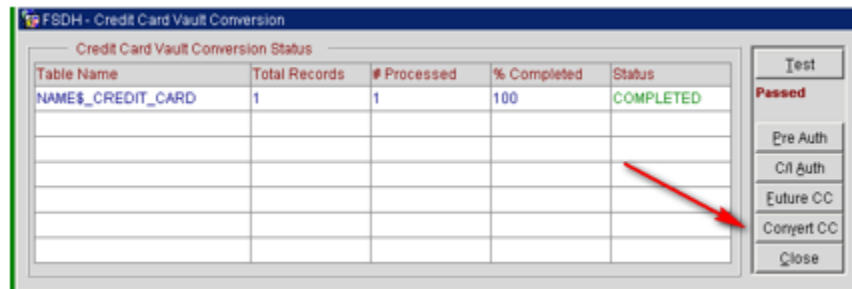 FSDH - Credit Card Vault Conversion
Credit Card Vault Conversion Status
Table Name Total Records # Processed % Completed Status
NAME$_CREDIT_CARD 1 1 100 COMPLETED
Test
Passed
Pre Auth
C/I Auth
Future CC
Convert CC
Close